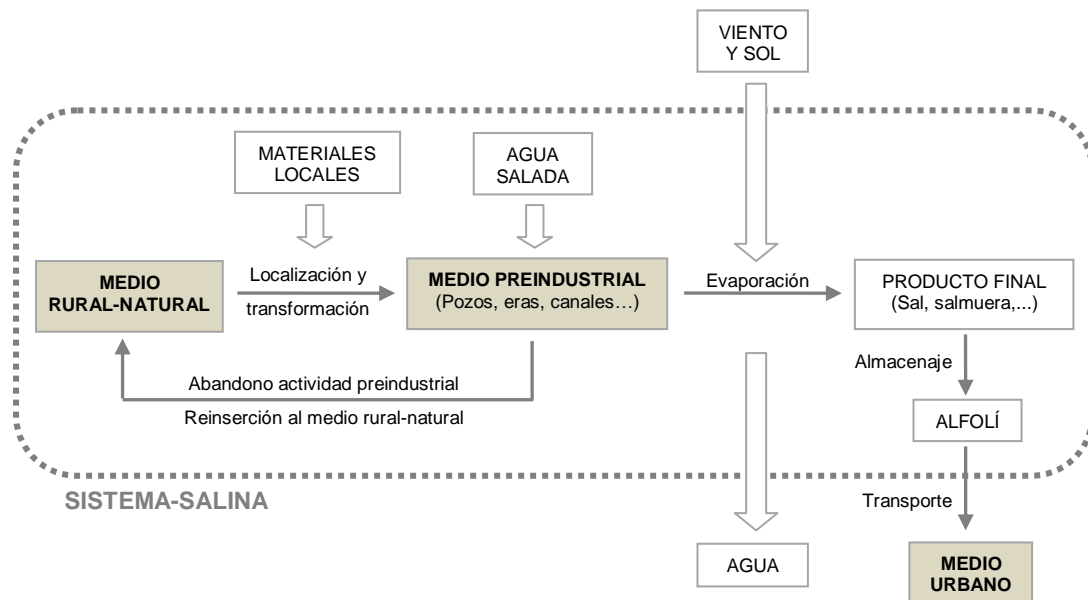 VIENTO
Y SOL
MATERIALES
LOCALES
AGUA
SALADA
MEDIO
RURAL-NATURAL
Localización y
transformación
MEDIO PREINDUSTRIAL
(Pozos, eras, canales…)
Evaporación
PRODUCTO FINAL
(Sal, salmuera,...)
Abandono actividad preindustrial
Reinserción al medio rural-natural
Almacenaje
ALFOLÍ
SISTEMA-SALINA
Transporte
AGUA
MEDIO
URBANO